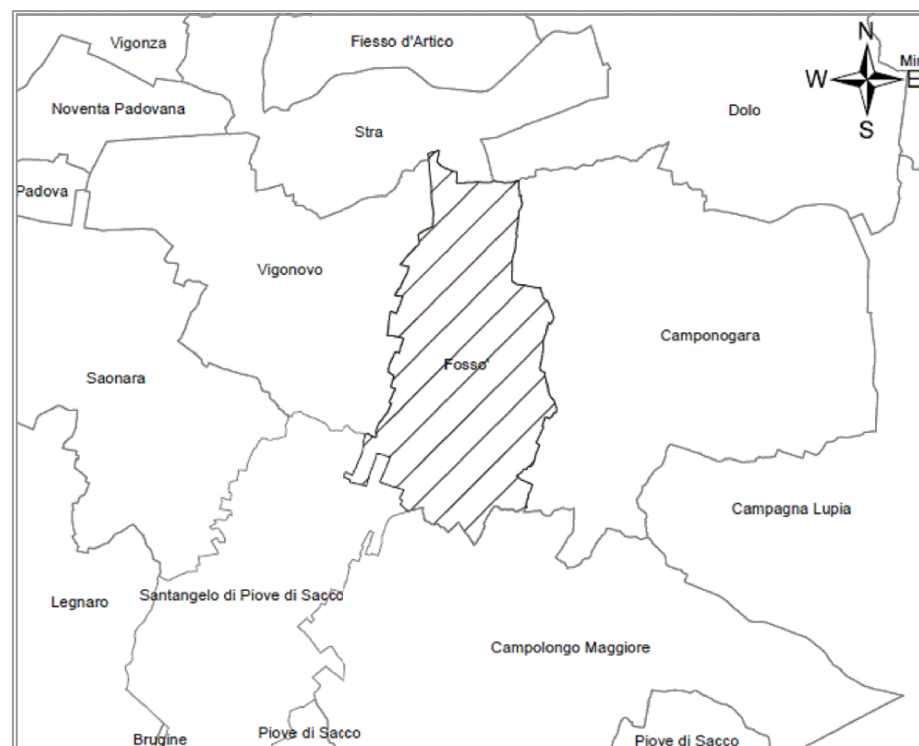 Vigonza
Fiesso d'Artico
N
Mir
W
E
Noventa Padovana
Dolo
S
Stra
Padova
Vigonovo
Camponogara
Fosso'
Saonara
Campagna Lupia
Santangelo di Piove di Sacco
Legnaro
Campolongo Maggiore
Piove di Sacco
Brugine
Piove di Sacco